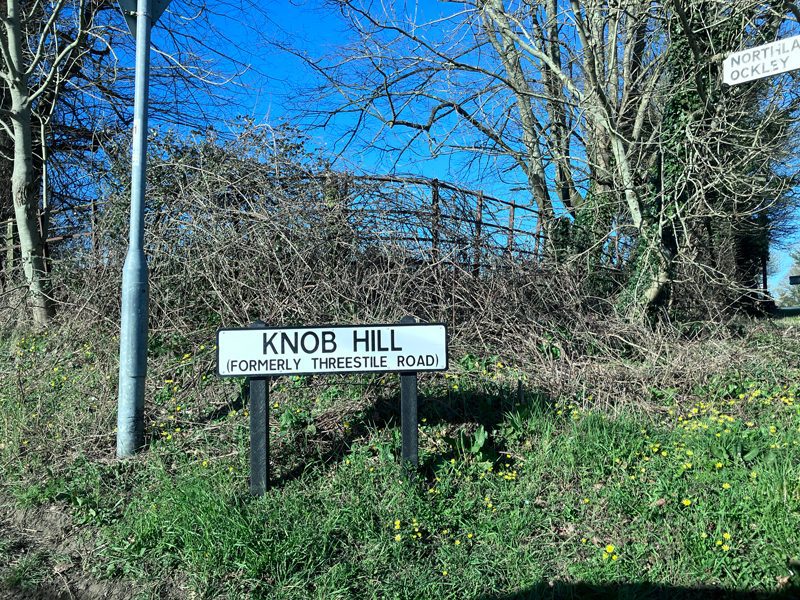 KNOB HILL
(FORMERLY THREESTILE ROAD)
OCKLEY